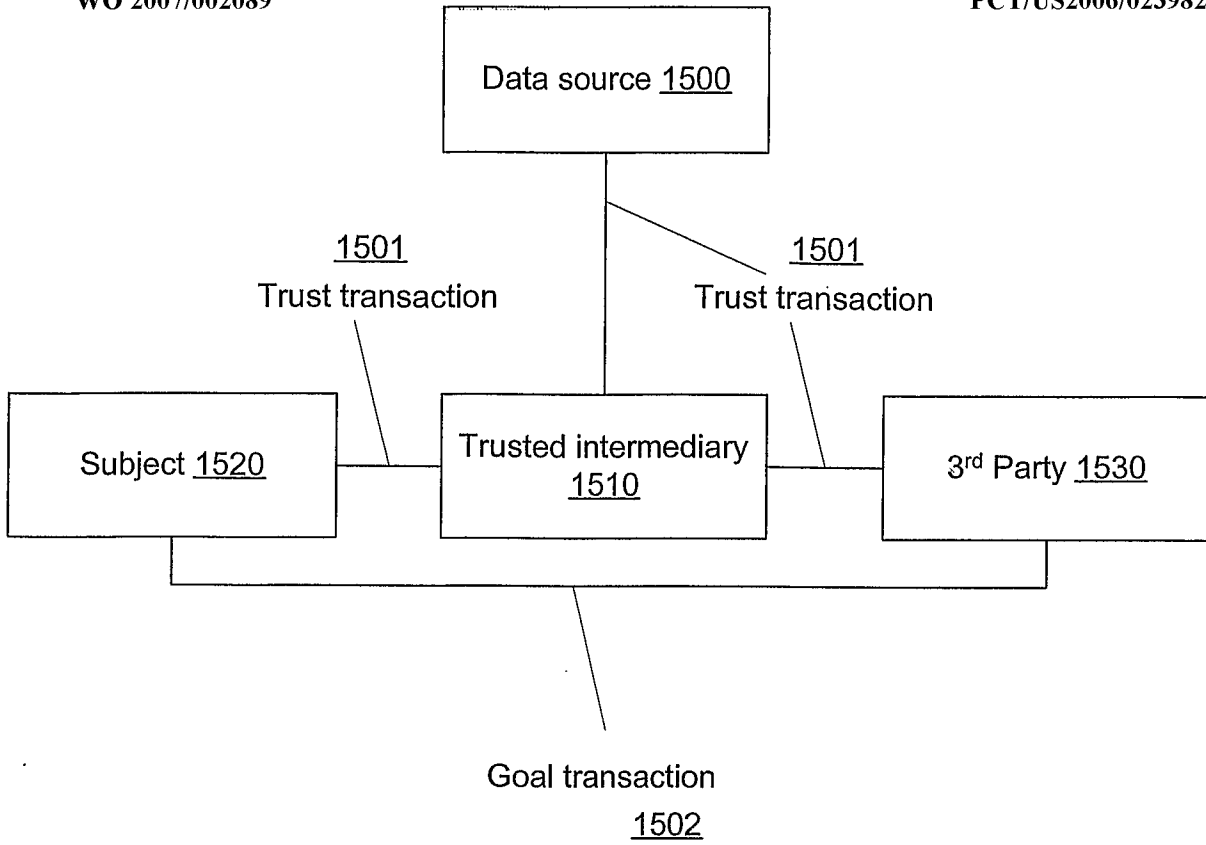 WO 2007/002089
PCT/US2006/023982
Data source 1500
1501
Trust transaction
1501
Trust transaction
Subject 1520
Trusted intermediary
1510
3rd Party 1530
Goal transaction
1502